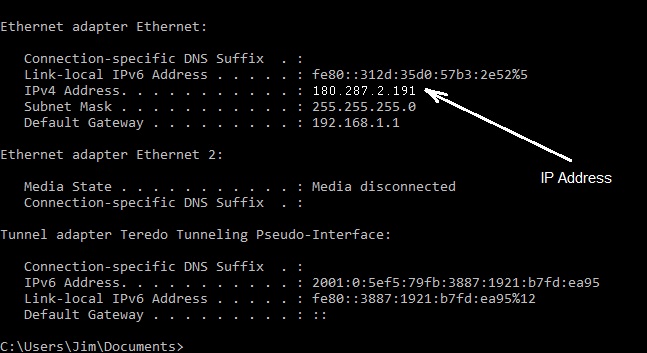 Ethernet adapter Ethernet:
Connection-specific DNS Suffix . :
Link-local IPv6 Address . . . . . : fe80::312d:35d0:57b3:2e52%5
IPv4 Address. . . . . . . . . . . : 180.287.2.191
Subnet Mask . . . . . . . . . . . : 255.255.255.0
Default Gateway . . . . . . . . . : 192.168.1.1
IP Address
Ethernet adapter Ethernet 2:
Media State . . . . . . . . . . . : Media disconnected
Connection-specific DNS Suffix . :
Tunnel adapter Teredo Tunneling Pseudo-Interface:
Connection-specific DNS Suffix . :
IPv6 Address. . . . . . . . . . . : 2001:0:5ef5:79fb:3887:1921:b7fd:ea95
Link-local IPv6 Address . . . . . : fe80::3887:1921:b7fd:ea95%12
Default Gateway . . . . . . . . . : ::
C:\Users\Jim\Documents>